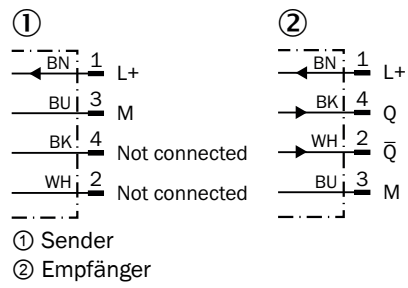 ① ②
BN 1 L+
BU 3 M
BK 4 Not connected
WH 2 Not connected
BN 1 L+
BK 4 Q
WH 2 Q̅
BU 3 M
① Sender
② Empfänger